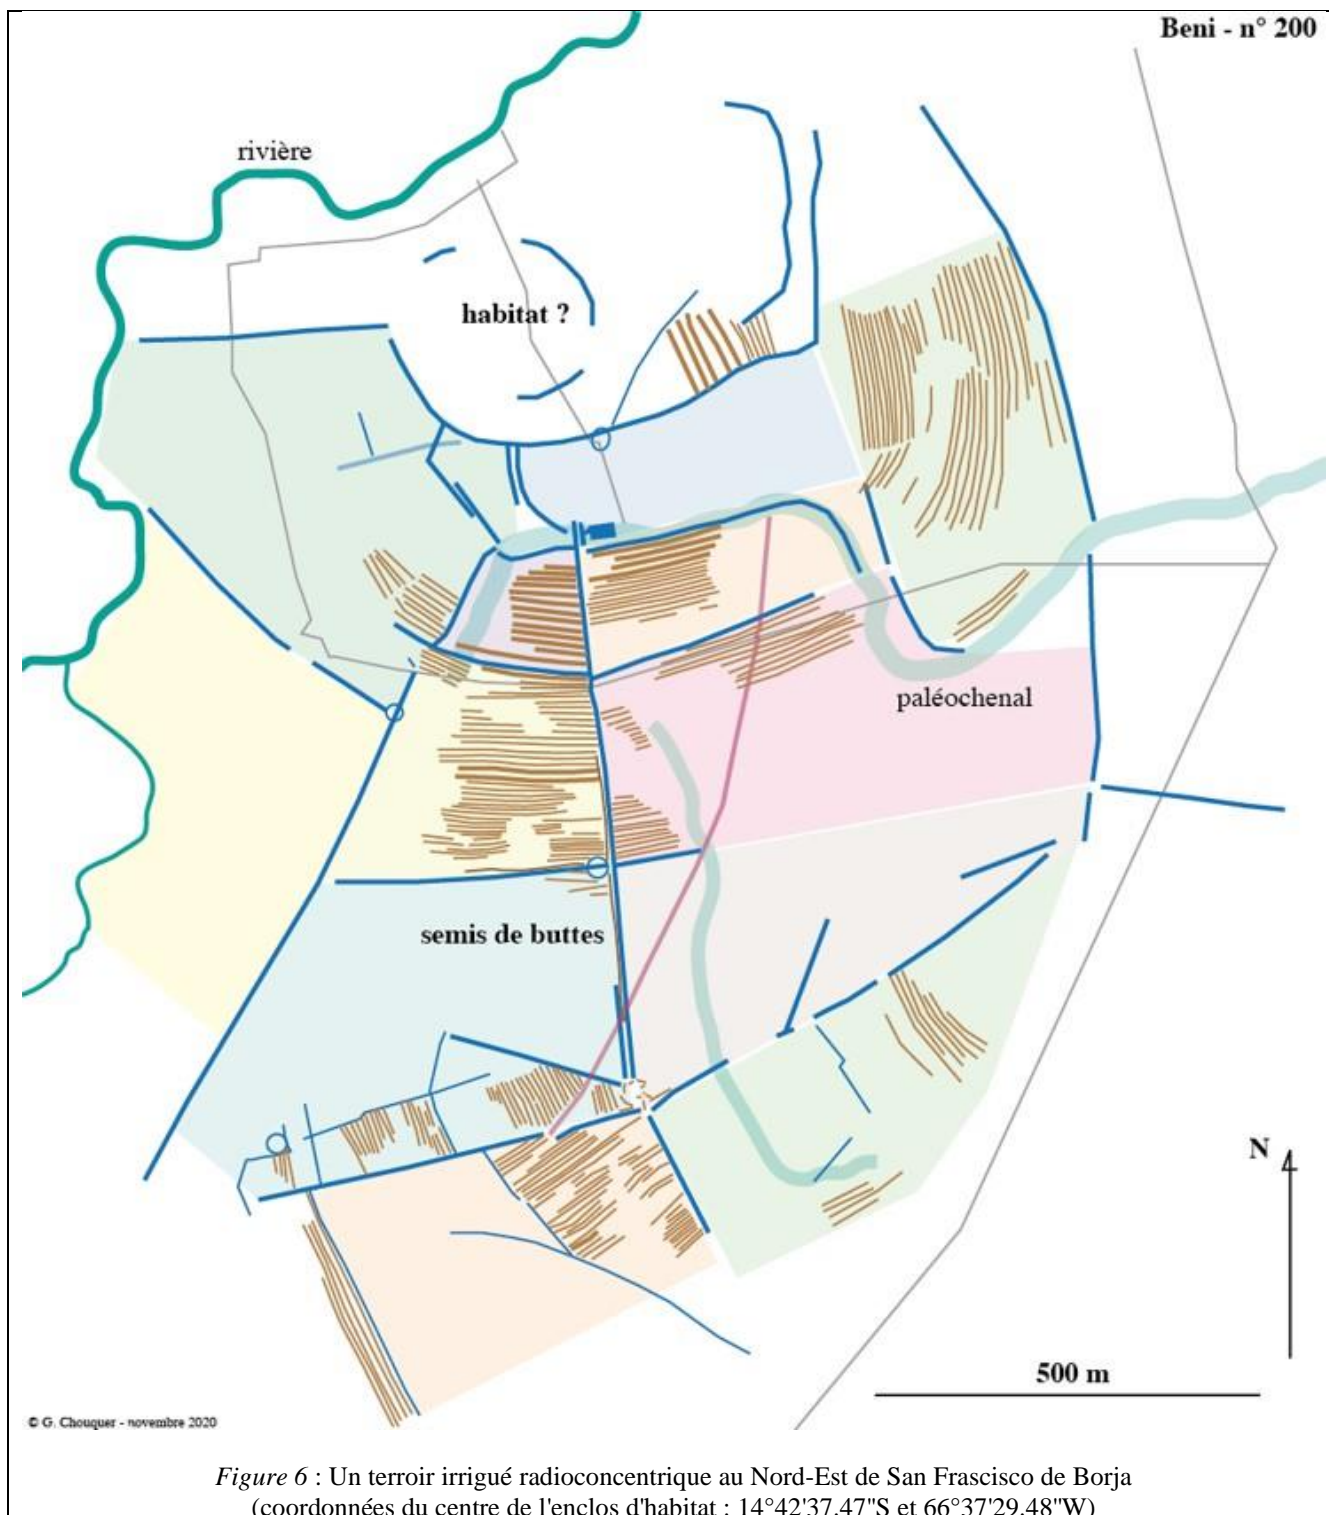 Beni - n° 200
rivière
habitat ?
paléochenal
semis de buttes
N
500 m
© G. Chouquer - novembre 2020
Figure 6 : Un terroir irrigué radioconcentrique au Nord-Est de San Frascisco de Borja
(coordonnées du centre de l'enclos d'habitat : 14°42'37.47"S et 66°37'29.48"W)